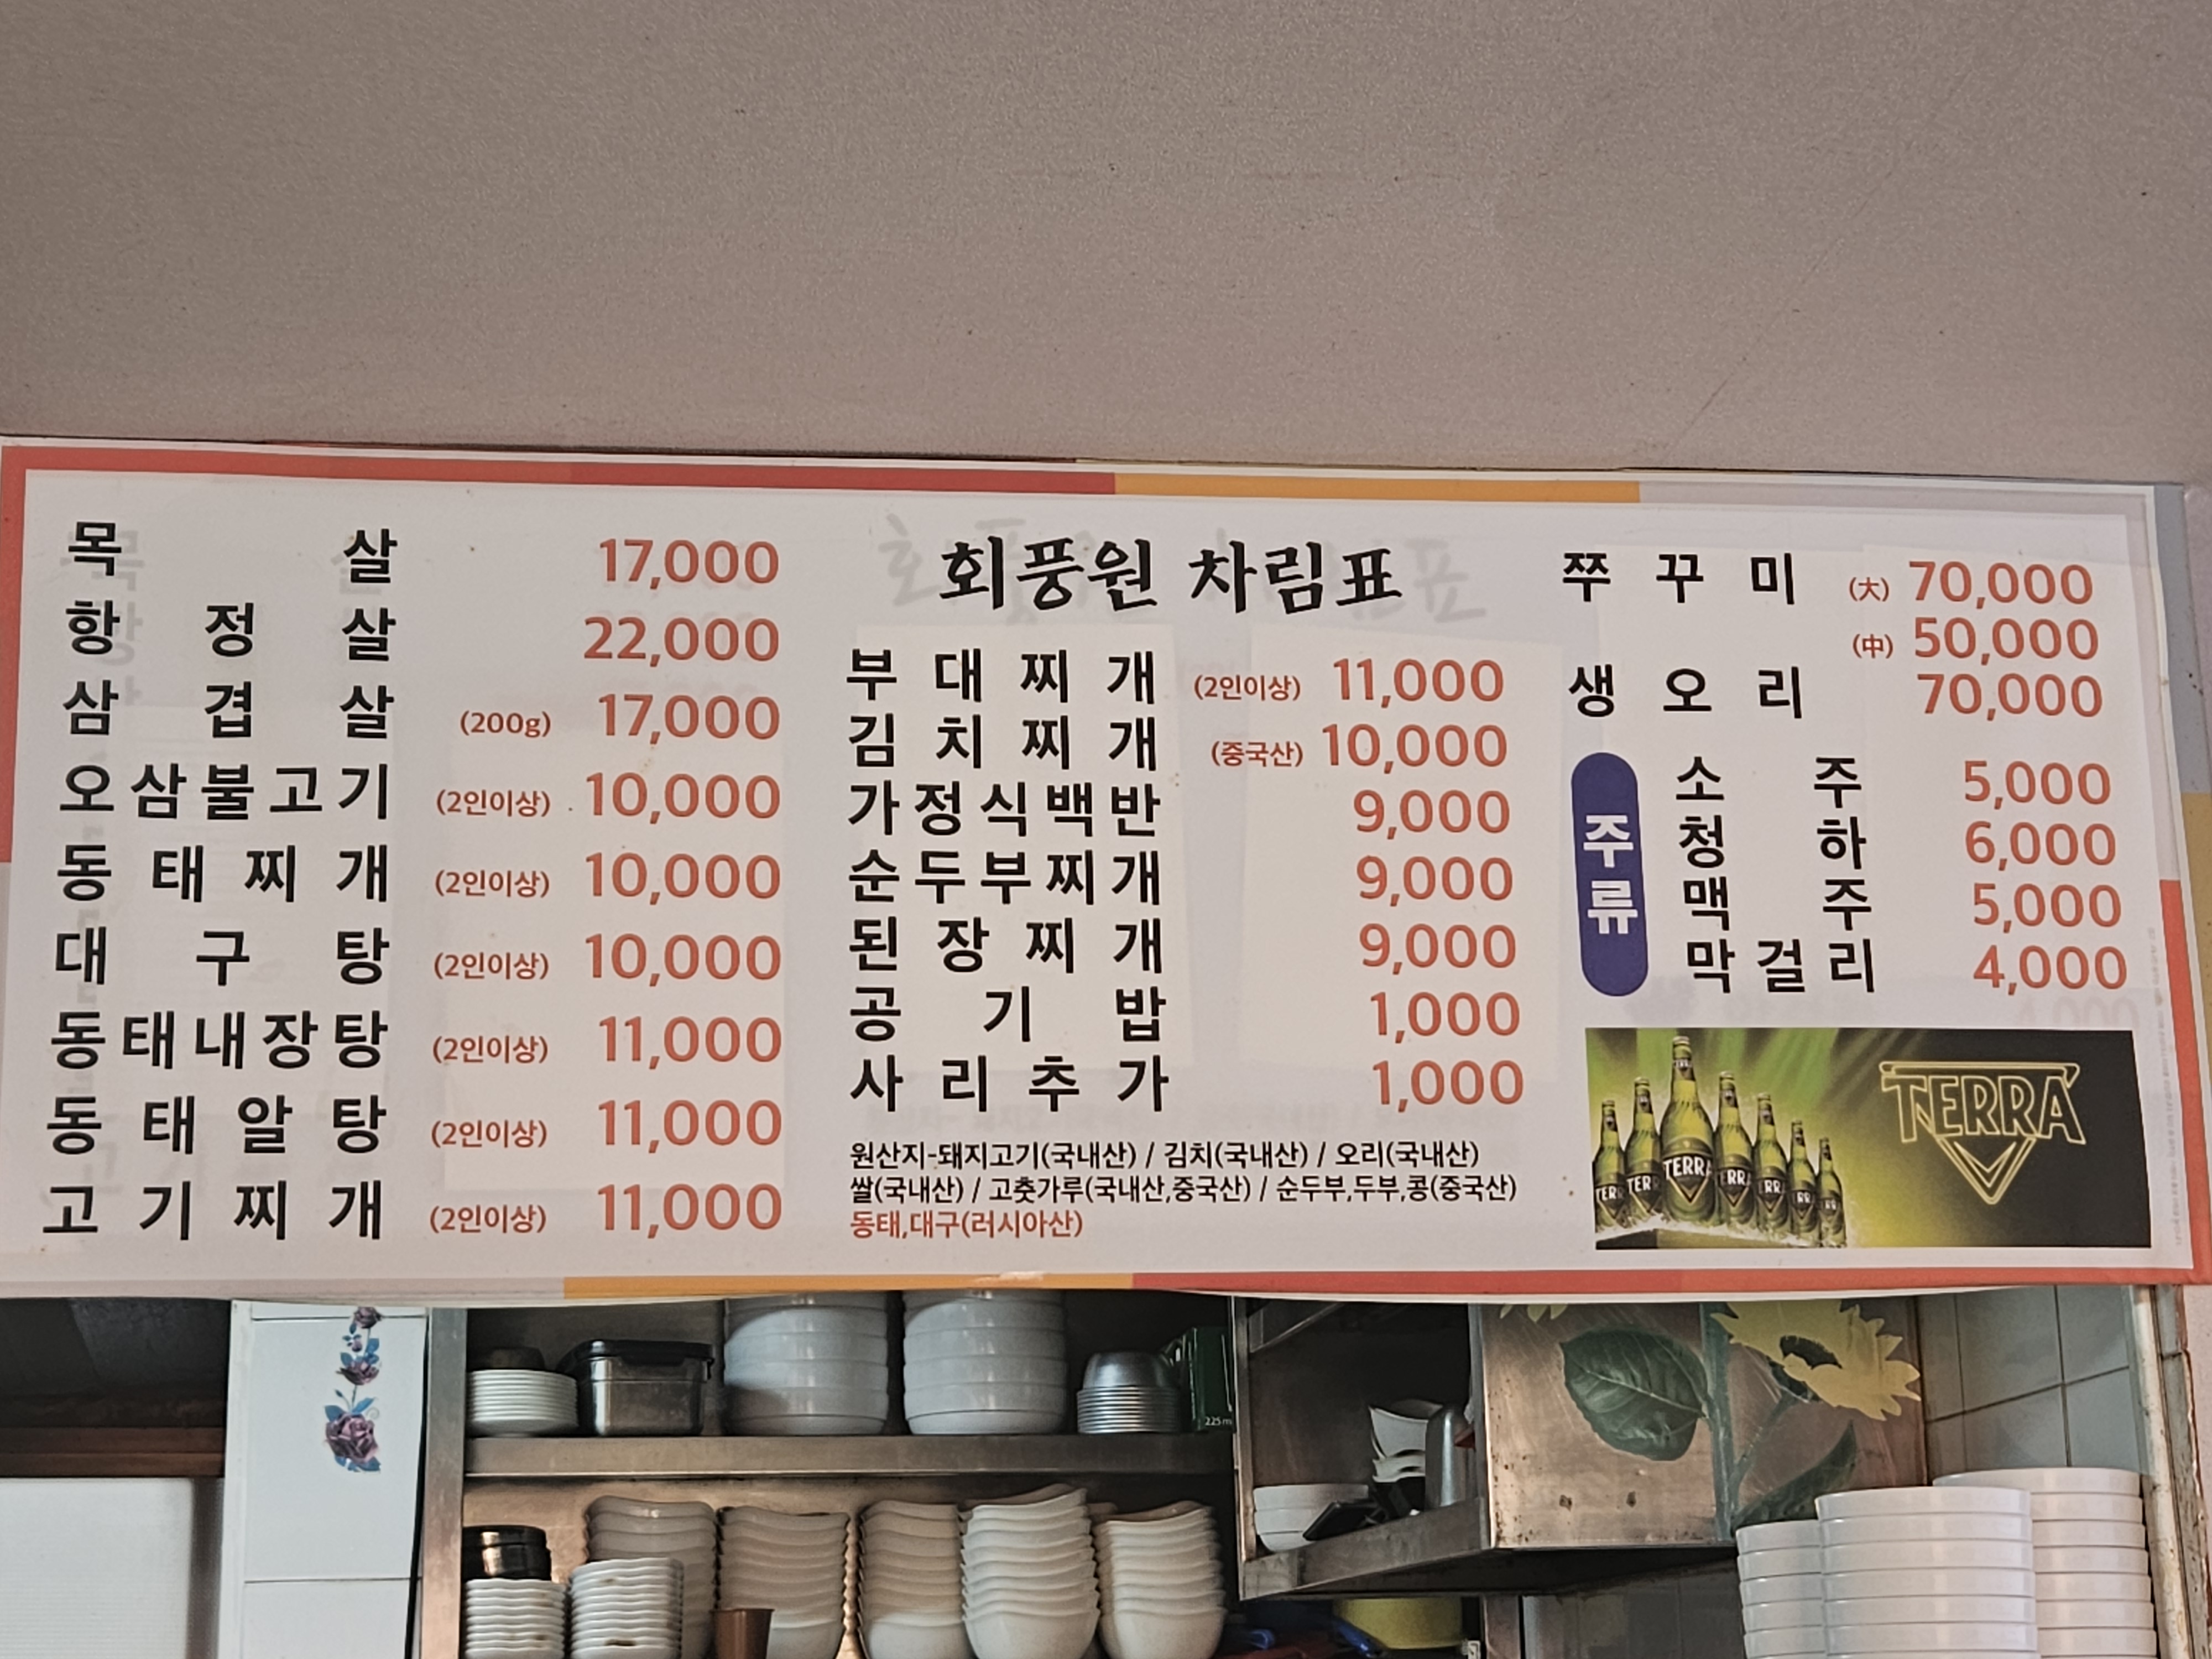 목살 17,000
항정살 22,000
삼겹살 (200g) 17,000
오삼불고기 (2인이상) 10,000
동태찌개 (2인이상) 10,000
대구탕 (2인이상) 10,000
동태내장탕 (2인이상) 11,000
동태알탕 (2인이상) 11,000
고기찌개 (2인이상) 11,000
회풍원 차림표
부대찌개 (2인이상) 11,000
김치찌개 (중국산) 10,000
가정식백반 9,000
순두부찌개 9,000
된장찌개 9,000
공기밥 1,000
사리추가 1,000
원산지-돼지고기(국내산) / 김치(국내산) / 오리(국내산)
쌀(국내산) / 고춧가루(국내산,중국산) / 순두부,두부,콩(중국산)
동태,대구(러시아산)
쭈꾸미 (大) 70,000
(中) 50,000
생오리 70,000
주류
소주 5,000
청하 6,000
맥주 5,000
막걸리 4,000
TERRA
TERRA